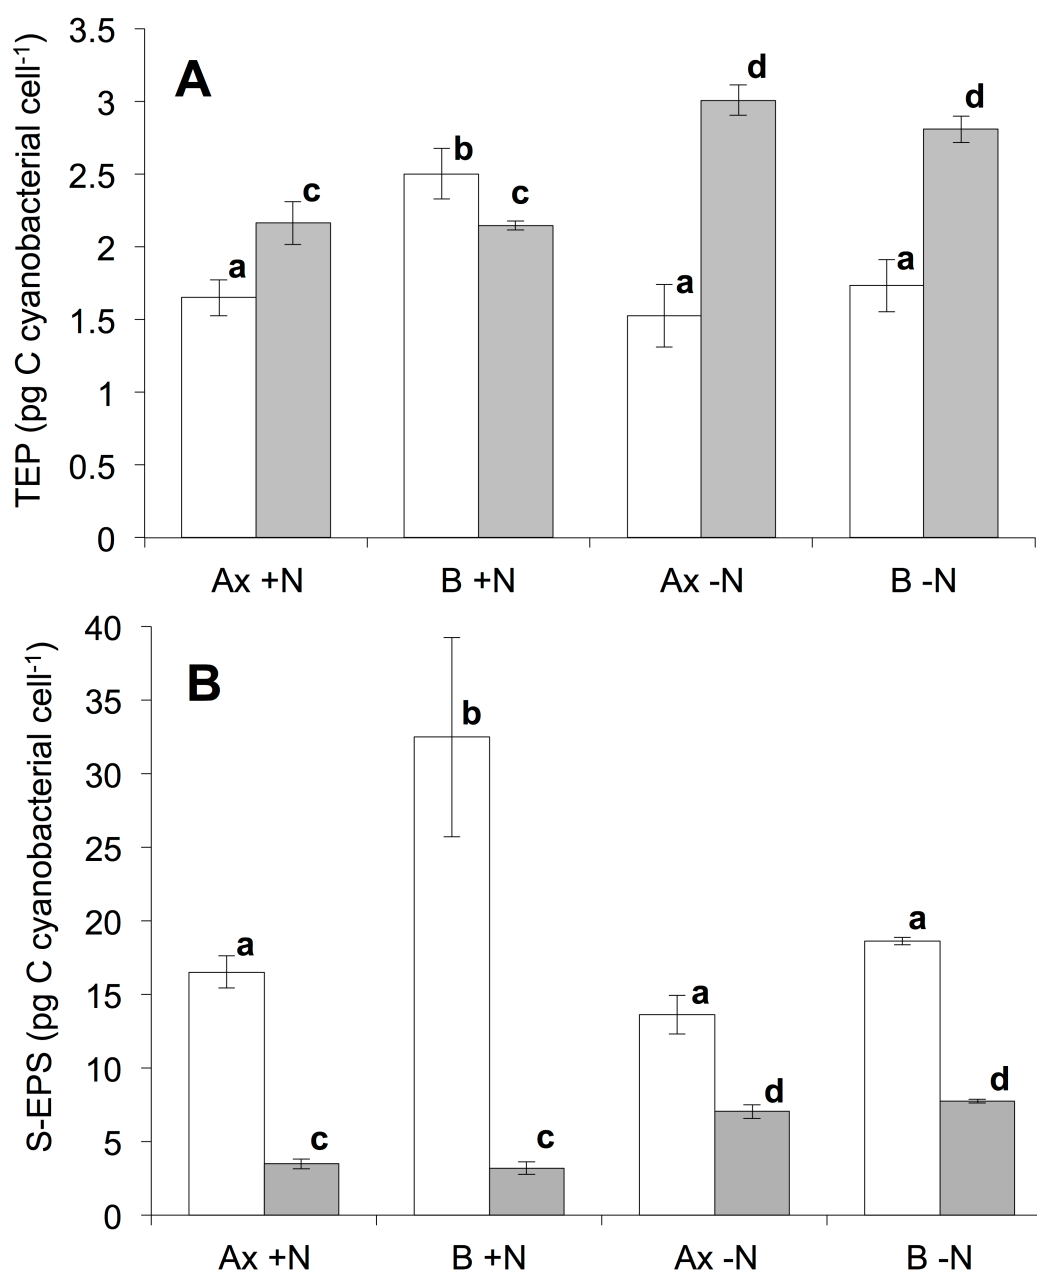 A
TEP (pg C cyanobacterial cell-1)
3.5
3
2.5
2
1.5
1
0.5
0
a
c
b
c
a
d
a
d
Ax +N
B +N
Ax -N
B -N
B
S-EPS (pg C cyanobacterial cell-1)
40
35
30
25
20
15
10
5
0
a
c
b
c
a
d
a
d
Ax +N
B +N
Ax -N
B -N